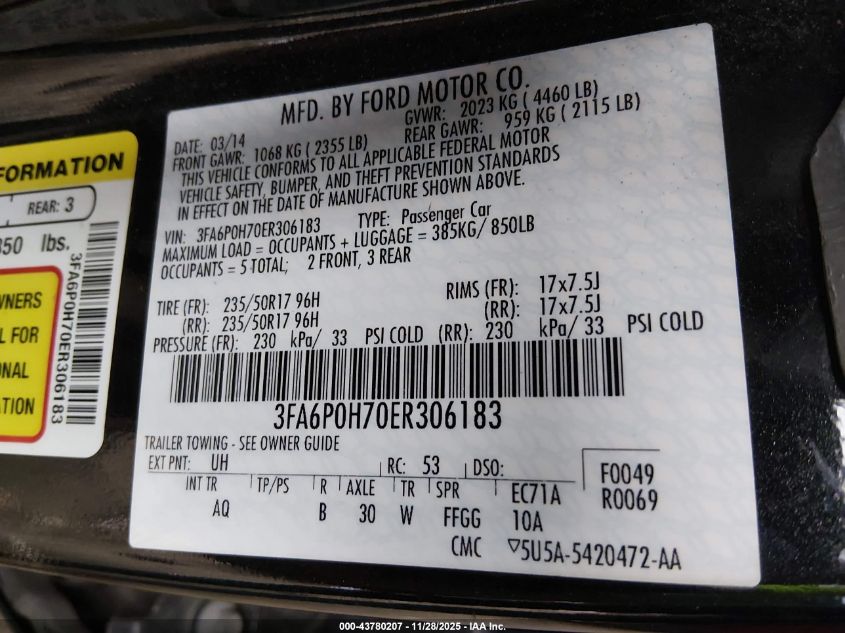 MFD. BY FORD MOTOR CO.
DATE: 03/14 GVWR: 2023 KG ( 4460 LB)
FRONT GAWR: 1068 KG ( 2355 LB) REAR GAWR: 959 KG ( 2115 LB)
THIS VEHICLE CONFORMS TO ALL APPLICABLE FEDERAL MOTOR
VEHICLE SAFETY, BUMPER, AND THEFT PREVENTION STANDARDS
IN EFFECT ON THE DATE OF MANUFACTURE SHOWN ABOVE.
VIN: 3FA6P0H70ER306183 TYPE: Passenger Car
MAXIMUM LOAD = OCCUPANTS + LUGGAGE = 385KG/ 850LB
OCCUPANTS = 5 TOTAL; 2 FRONT, 3 REAR
TIRE (FR): 235/50R17 96H RIMS (FR): 17x7.5J
(RR): 235/50R17 96H (RR): 17x7.5J
PRESSURE (FR): 230 kPa/ 33 PSI COLD (RR): 230 kPa/ 33 PSI COLD
3FA6P0H70ER306183
TRAILER TOWING - SEE OWNER GUIDE
EXT PNT: UH RC: 53 DSO: F0049
INT TR TP/PS R AXLE TR SPR EC71A R0069
AQ B 30 W FFGG 10A
CMC 5U5A-5420472-AA
FORMATION
REAR: 3
850 lbs.
WNERS
L FOR
ONAL
ATION
3FA6P0H70ER306183
000-43780207 - 11/28/2025 - IAA Inc.